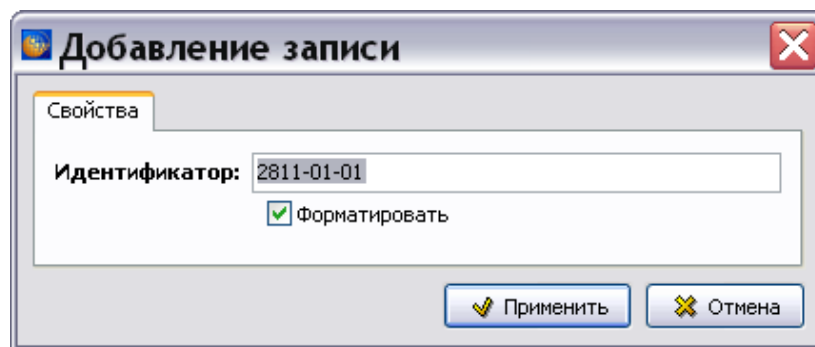 Добавление записи
Свойства
Идентификатор: 2811-01-01
Форматировать
Применить Отмена